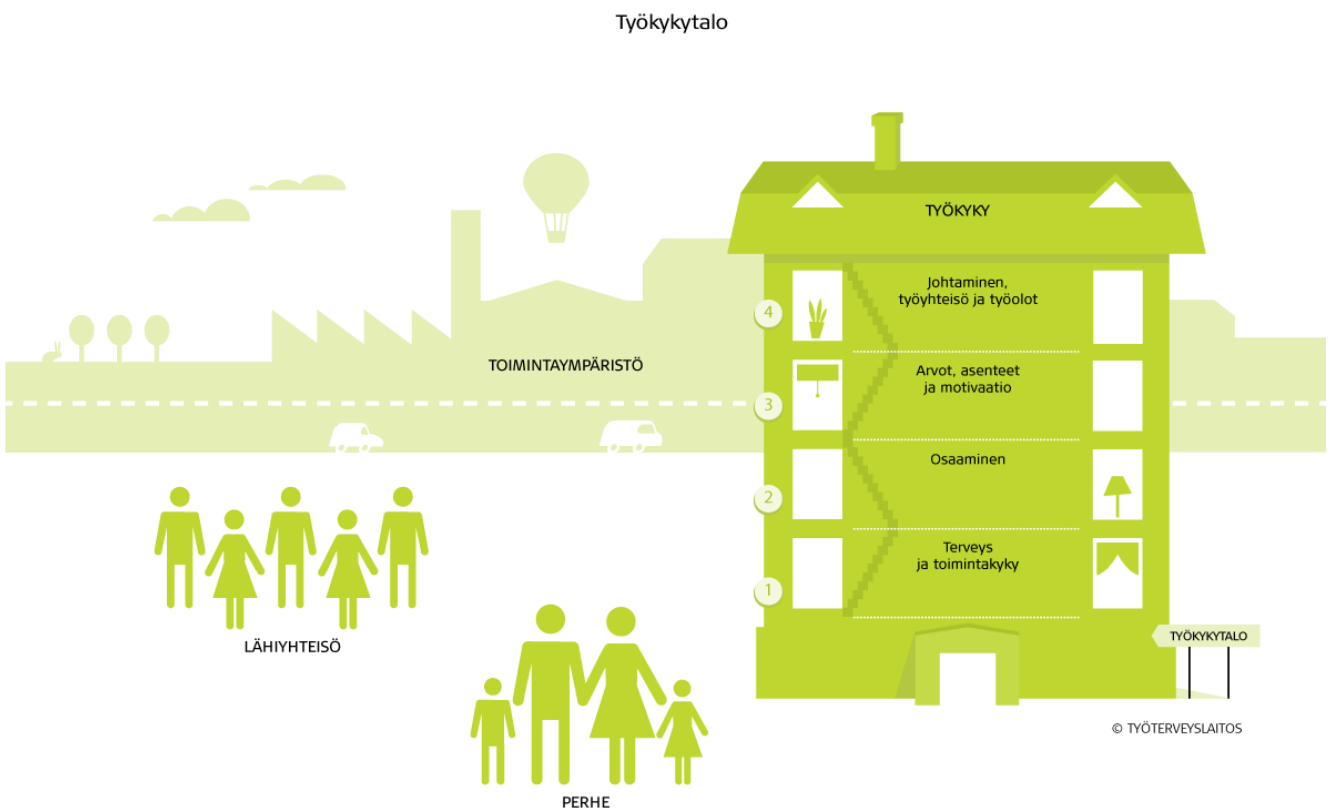 Työkykytalo
TYÖKYKY
4
Johtaminen,
työyhteisö ja työolot
3
Arvot, asenteet
ja motivaatio
2
Osaaminen
1
Terveys
ja toimintakyky
TOIMINTAYMPÄRISTÖ
LÄHIYHTEISÖ
PERHE
TYÖKYKYTALO
© TYÖTERVEYSLAITOS